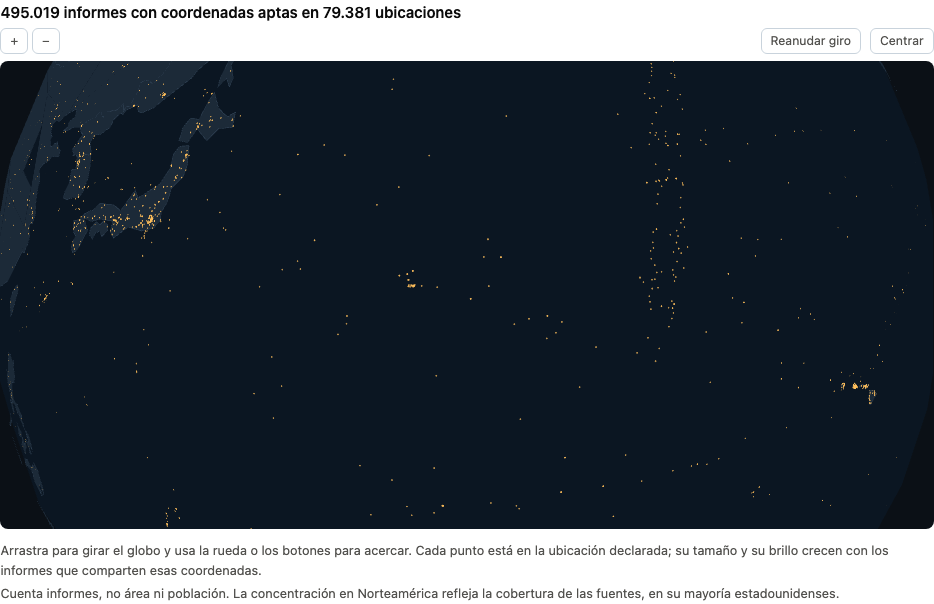 495.019 informes con coordenadas aptas en 79.381 ubicaciones
+ − Reanudar giro Centrar
Arrastra para girar el globo y usa la rueda o los botones para acercar. Cada punto está en la ubicación declarada; su tamaño y su brillo crecen con los
informes que comparten esas coordenadas.
Cuenta informes, no área ni población. La concentración en Norteamérica refleja la cobertura de las fuentes, en su mayoría estadounidenses.